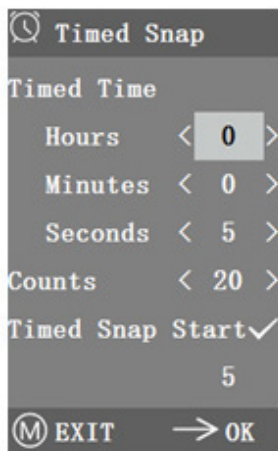 Timed Snap
Timed Time
Hours < 0 >
Minutes < 0 >
Seconds < 5 >
Counts < 20 >
Timed Snap Start✓
5
M EXIT → OK